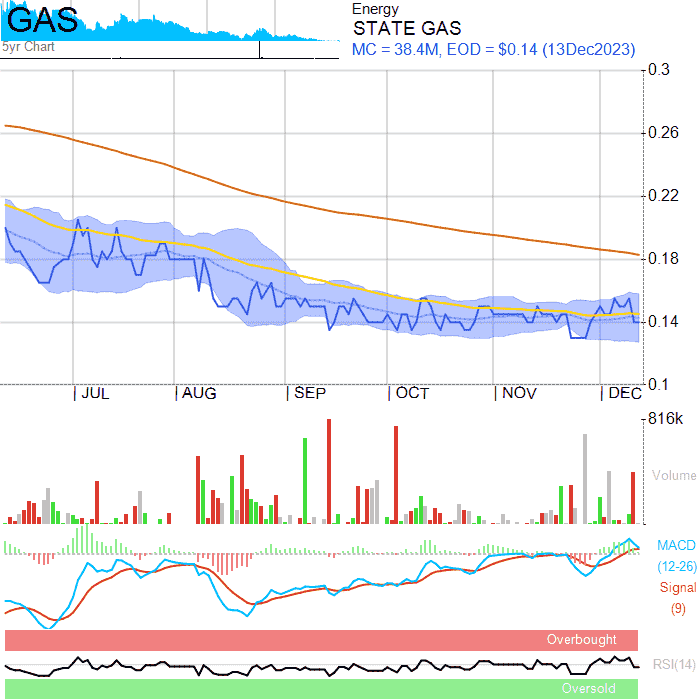 GAS
5yr Chart
Energy
STATE GAS
MC = 38.4M, EOD = $0.14 (13Dec2023)
0.3
0.26
0.22
0.18
0.14
0.1
JUL AUG SEP OCT NOV DEC
816k
Volume
MACD
(12-26)
Signal
(9)
Overbought
RSI(14)
Oversold